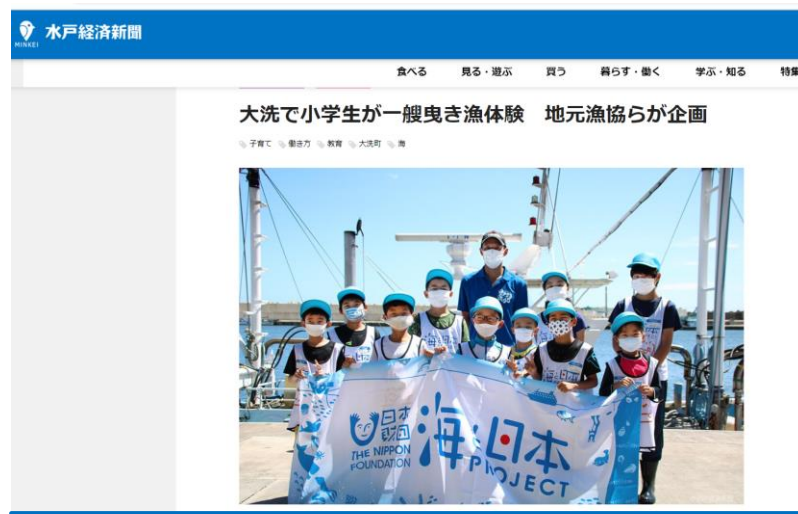 水戸経済新聞
MINKEI
食べる 見る・遊ぶ 買う 暮らす・働く 学ぶ・知る 特集
大洗で小学生が一艘曳き漁体験 地元漁協らが企画
子育て 働き方 教育 大洗町 海
日本
財団
THE NIPPON
FOUNDATION
海と日本
PROJECT